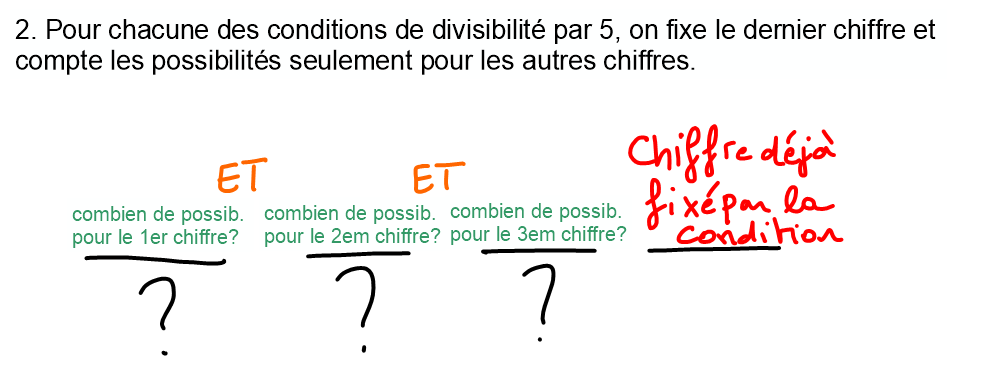 2. Pour chacune des conditions de divisibilité par 5, on fixe le dernier chiffre et
compte les possibilités seulement pour les autres chiffres.
ET ET
combien de possib. combien de possib. combien de possib.
pour le 1er chiffre? pour le 2em chiffre? pour le 3em chiffre?
Chiffre déjà
fixé par la
condition
? ? ?